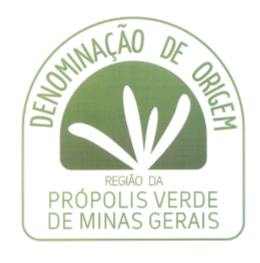 DENOMINAÇÃO DE ORIGEM
REGIÃO DA
PRÓPOLIS VERDE
DE MINAS GERAIS